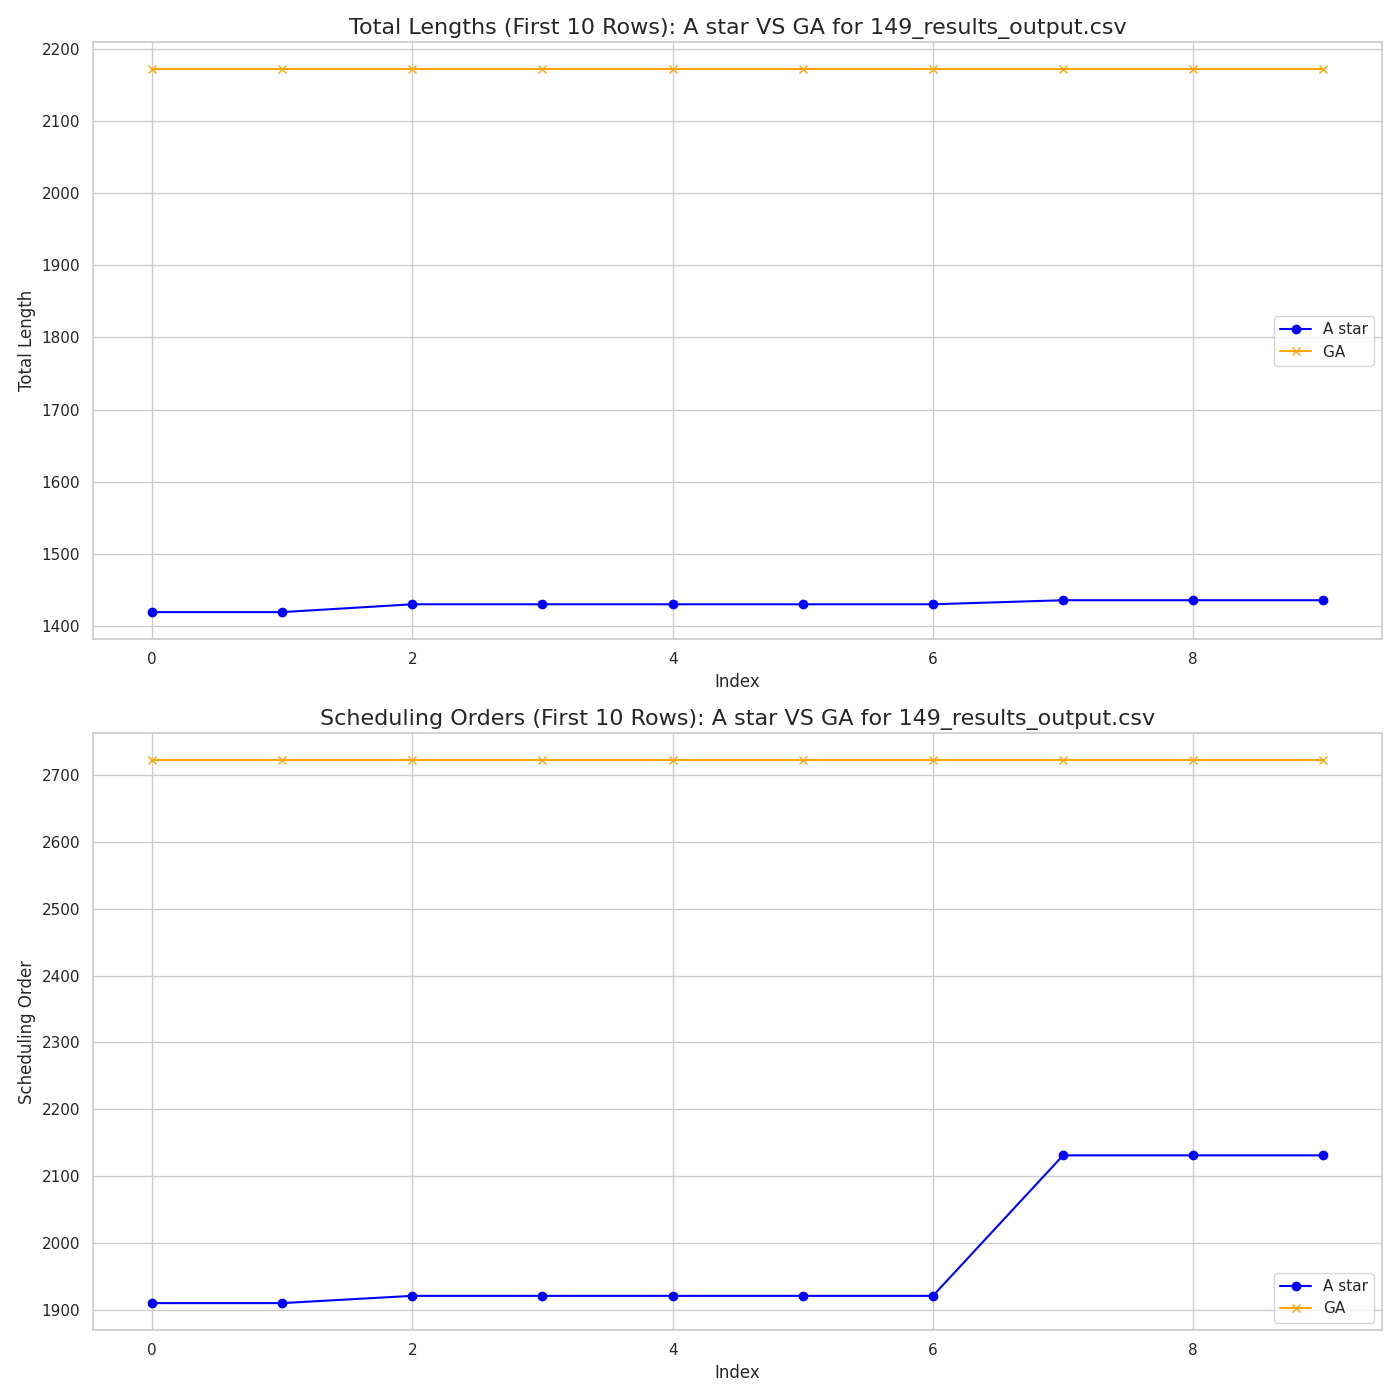 Total Lengths (First 10 Rows): A star VS GA for 149_results_output.csv
2200
2100
2000
1900
1800
1700
1600
1500
1400
Total Length
A star
GA
0 2 4 6 8
Index
Scheduling Orders (First 10 Rows): A star VS GA for 149_results_output.csv
2700
2600
2500
2400
2300
2200
2100
2000
1900
Scheduling Order
A star
GA
0 2 4 6 8
Index